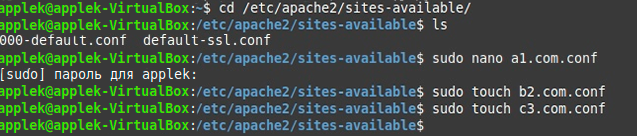 applek@applek-VirtualBox:~$ cd /etc/apache2/sites-available/
applek@applek-VirtualBox:/etc/apache2/sites-available$ ls
000-default.conf  default-ssl.conf
applek@applek-VirtualBox:/etc/apache2/sites-available$ sudo nano a1.com.conf
[sudo] пароль для applek:
applek@applek-VirtualBox:/etc/apache2/sites-available$ sudo touch b2.com.conf
applek@applek-VirtualBox:/etc/apache2/sites-available$ sudo touch c3.com.conf
applek@applek-VirtualBox:/etc/apache2/sites-available$